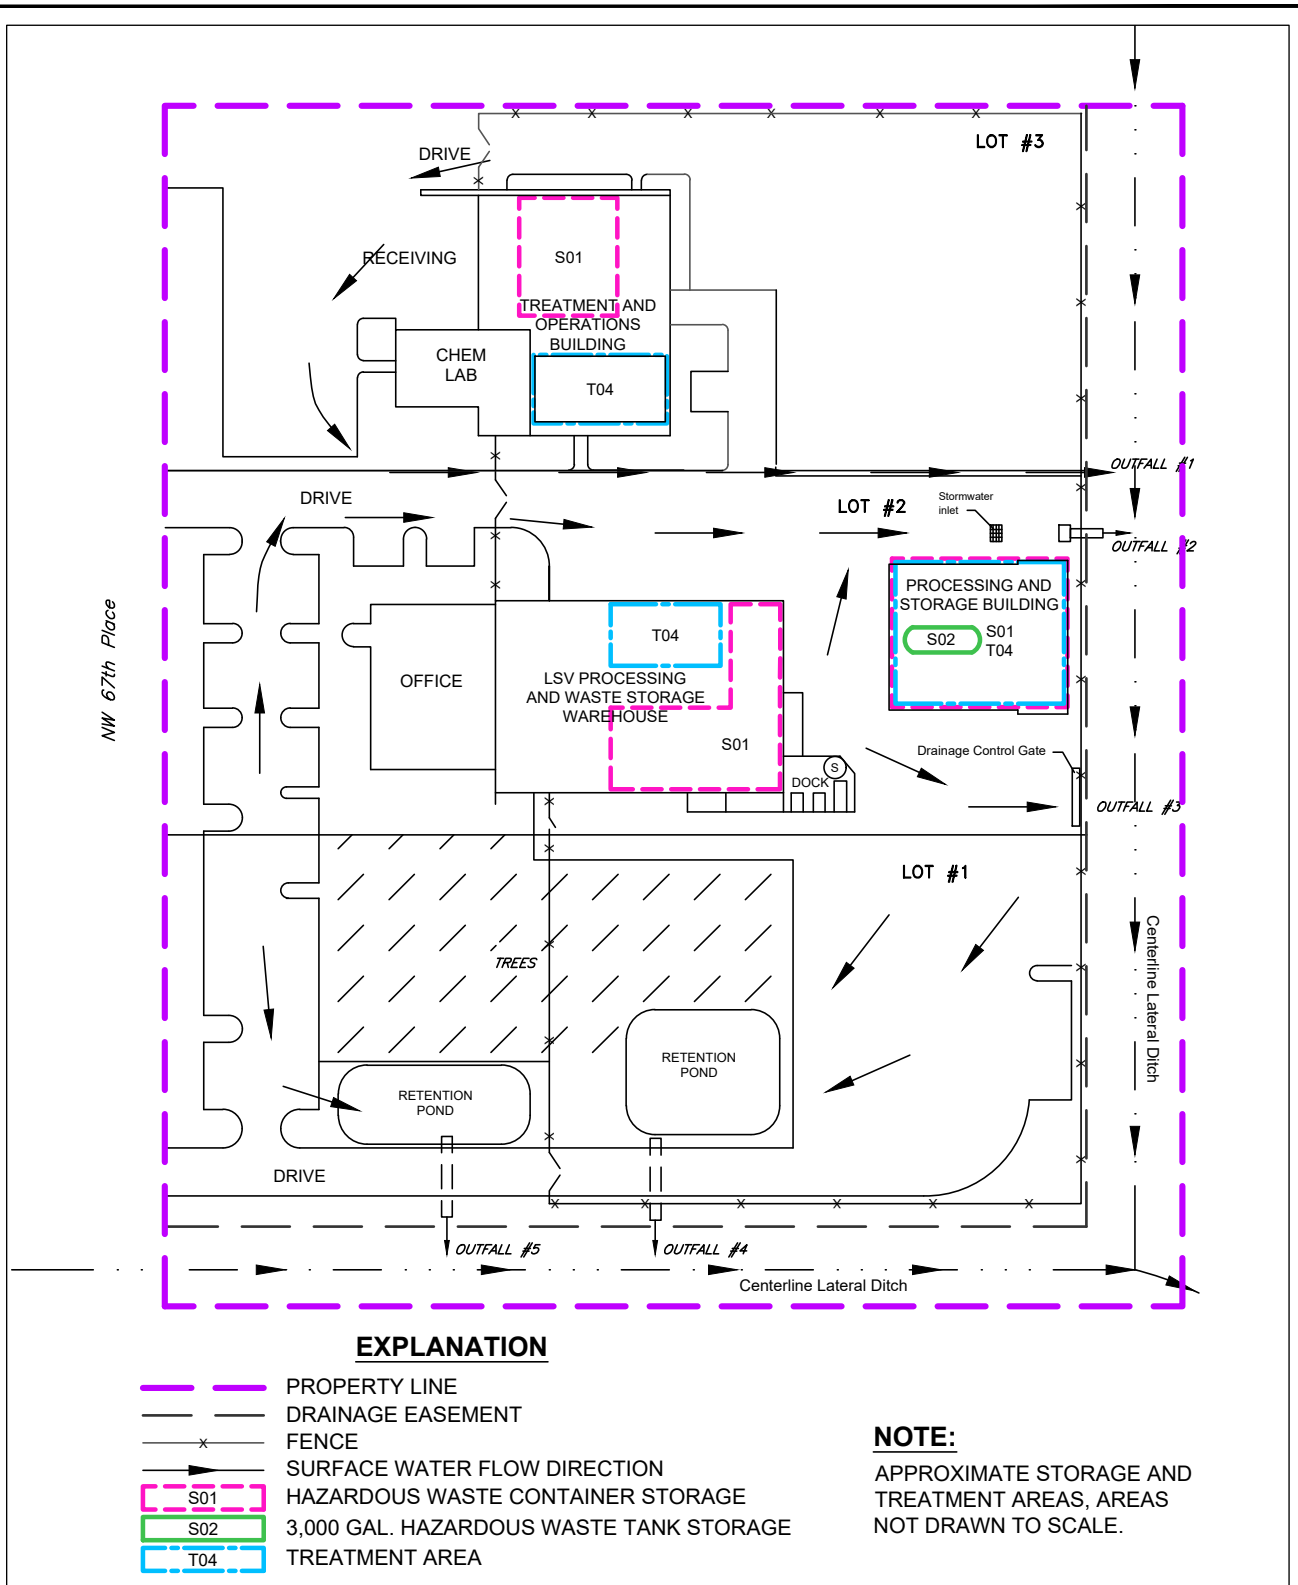 LOT #3
DRIVE
RECEIVING
S01
TREATMENT AND
OPERATIONS
BUILDING
CHEM
LAB
T04
OUTFALL #1
DRIVE
LOT #2
Stormwater
inlet
OUTFALL #2
PROCESSING AND
STORAGE BUILDING
S02
S01
T04
NW 67th Place
OFFICE
T04
LSV PROCESSING
AND WASTE STORAGE
WAREHOUSE
S01
Drainage Control Gate
S
DOCK
OUTFALL #3
LOT #1
TREES
Centerline Lateral Ditch
RETENTION
POND
RETENTION
POND
DRIVE
OUTFALL #5
OUTFALL #4
Centerline Lateral Ditch
EXPLANATION
PROPERTY LINE
DRAINAGE EASEMENT
X FENCE
SURFACE WATER FLOW DIRECTION
S01 HAZARDOUS WASTE CONTAINER STORAGE
S02 3,000 GAL. HAZARDOUS WASTE TANK STORAGE
T04 TREATMENT AREA
NOTE:
APPROXIMATE STORAGE AND
TREATMENT AREAS, AREAS
NOT DRAWN TO SCALE.